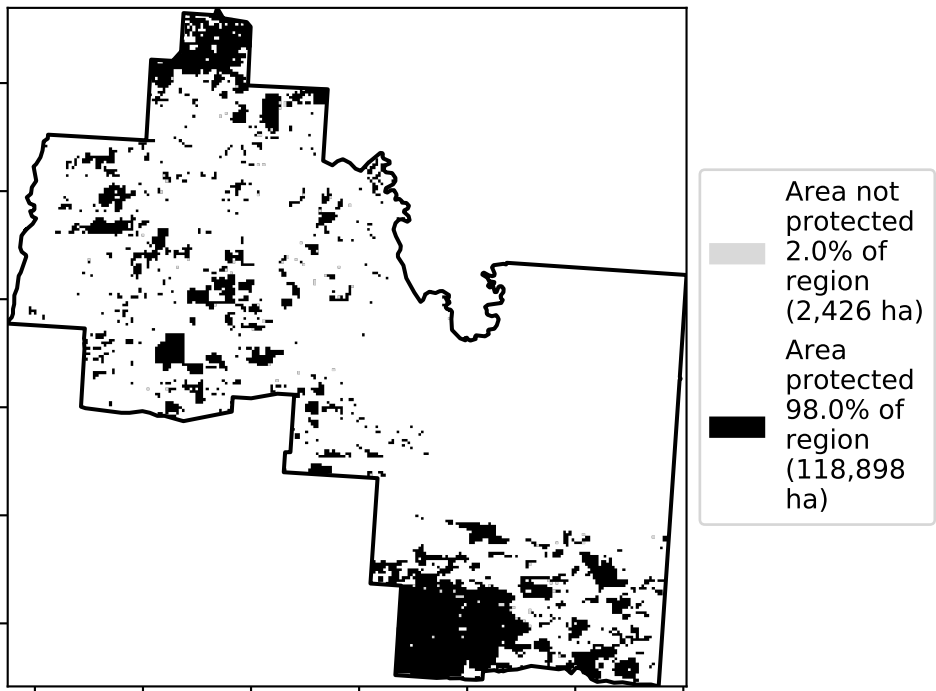 Area not
protected
2.0% of
region
(2,426 ha)
Area
protected
98.0% of
region
(118,898
ha)